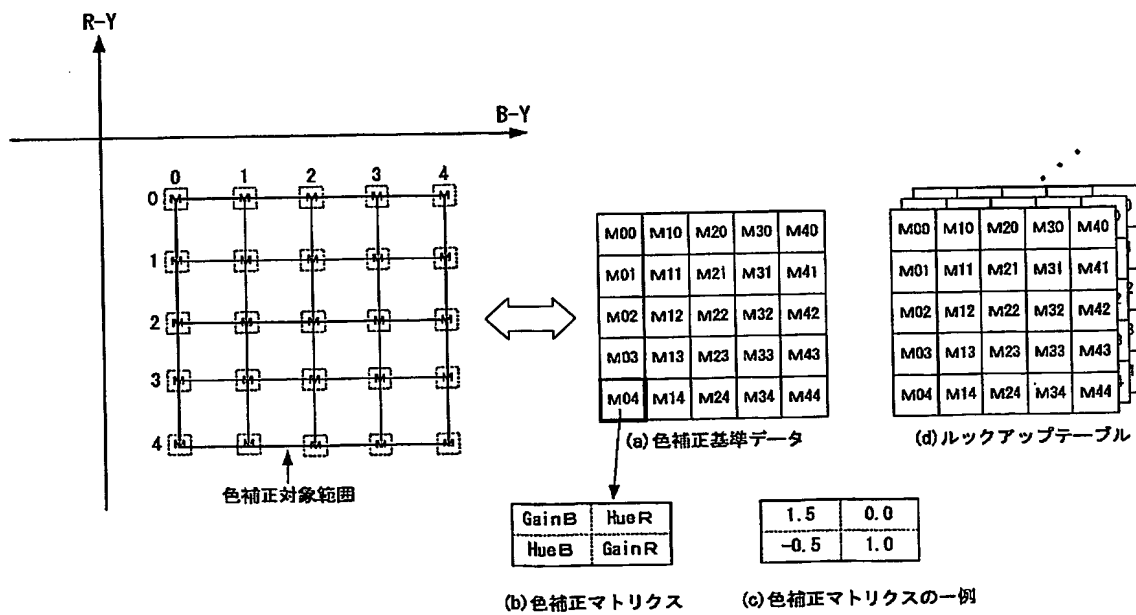 R-Y
B-Y
0 1 2 3 4
0 M M M M M
1 M M M M M
2 M M M M M
3 M M M M M
4 M M M M M
色補正対象範囲
M00 M10 M20 M30 M40
M01 M11 M21 M31 M41
M02 M12 M22 M32 M42
M03 M13 M23 M33 M43
M04 M14 M24 M34 M44
(a)色補正基準データ
M00 M10 M20 M30 M40
M01 M11 M21 M31 M41
M02 M12 M22 M32 M42
M03 M13 M23 M33 M43
M04 M14 M24 M34 M44
(d)ルックアップテーブル
GainB HueR
HueB GainR
(b)色補正マトリクス
1.5 0.0
-0.5 1.0
(c)色補正マトリクスの一例